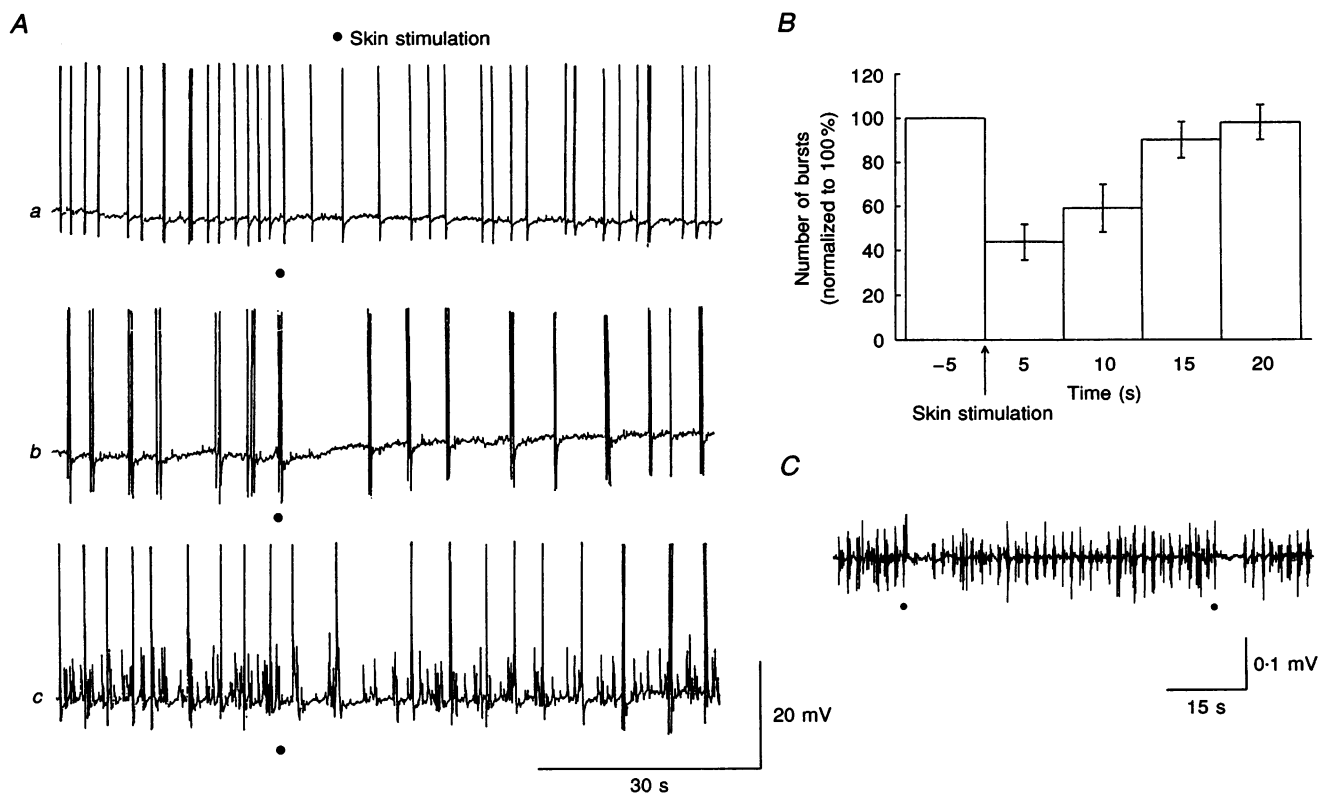 A
● Skin stimulation
a
b
c
20 mV
30 s
B
Number of bursts
(normalized to 100%)
120
100
80
60
40
20
0
−5 5 10 15 20
Time (s)
Skin stimulation
C
0·1 mV
15 s